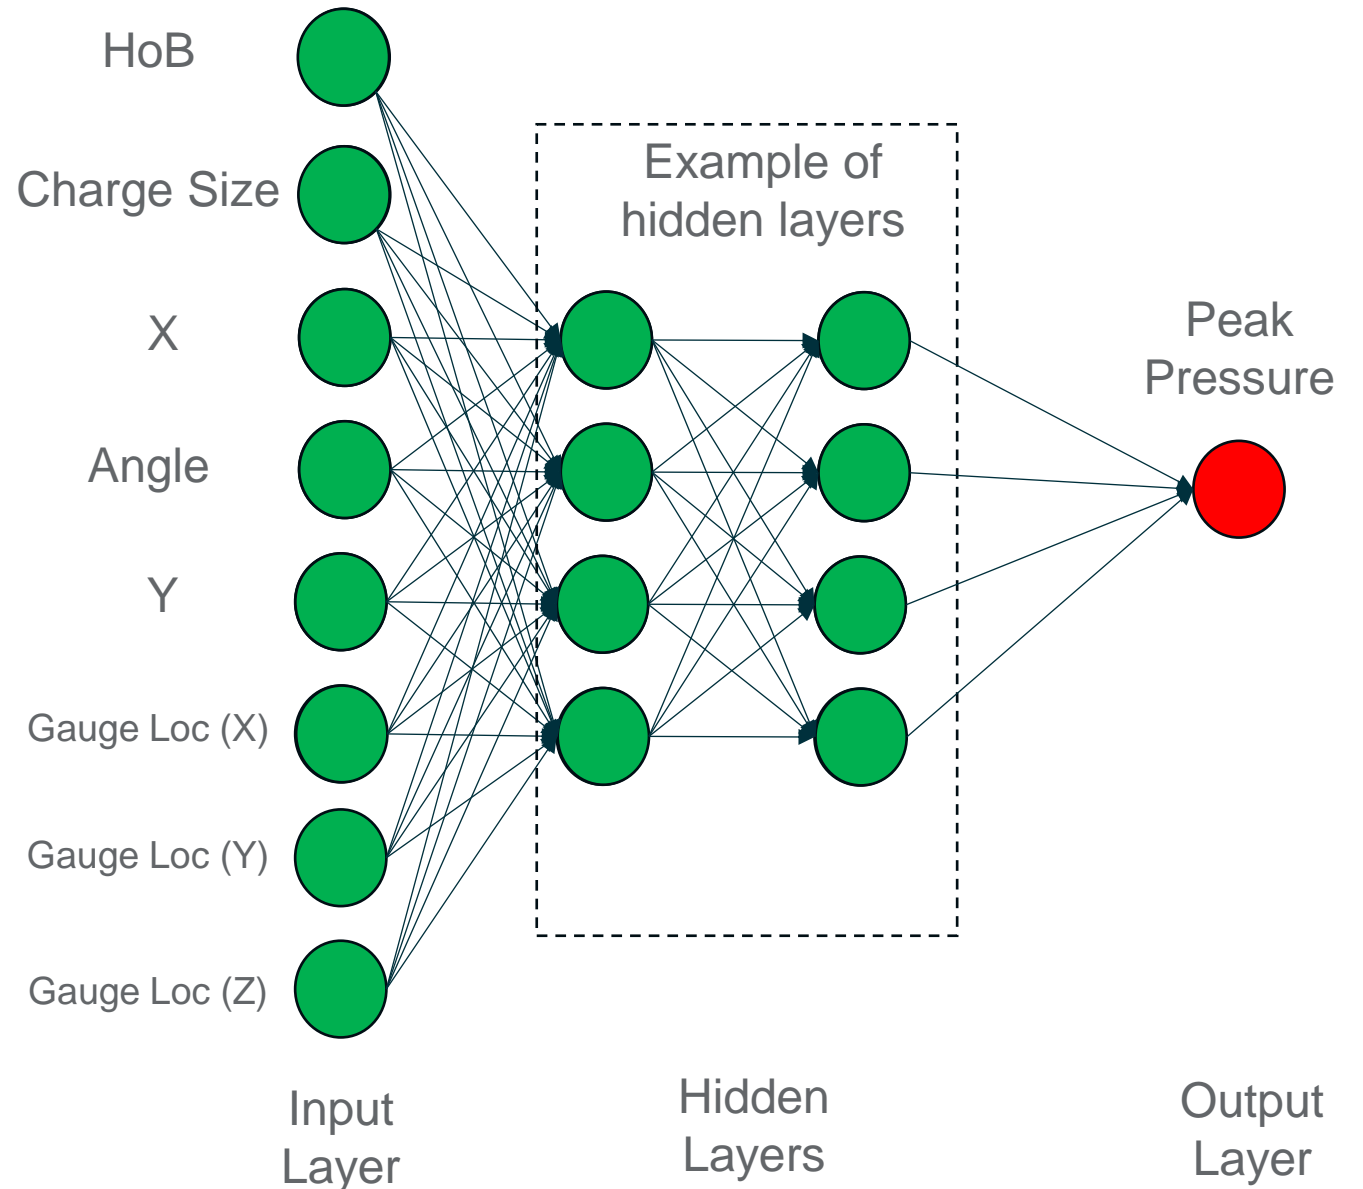 HoB
Charge Size
X
Angle
Y
Gauge Loc (X)
Gauge Loc (Y)
Gauge Loc (Z)
Example of
hidden layers
Peak
Pressure
Input
Layer
Hidden
Layers
Output
Layer